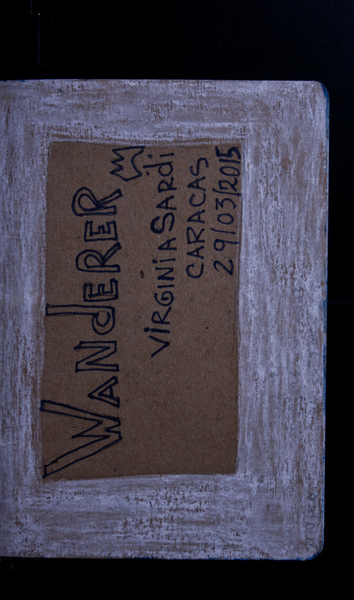 WANDERER
VIRGINIA SARDI
CARACAS
29/03/2015